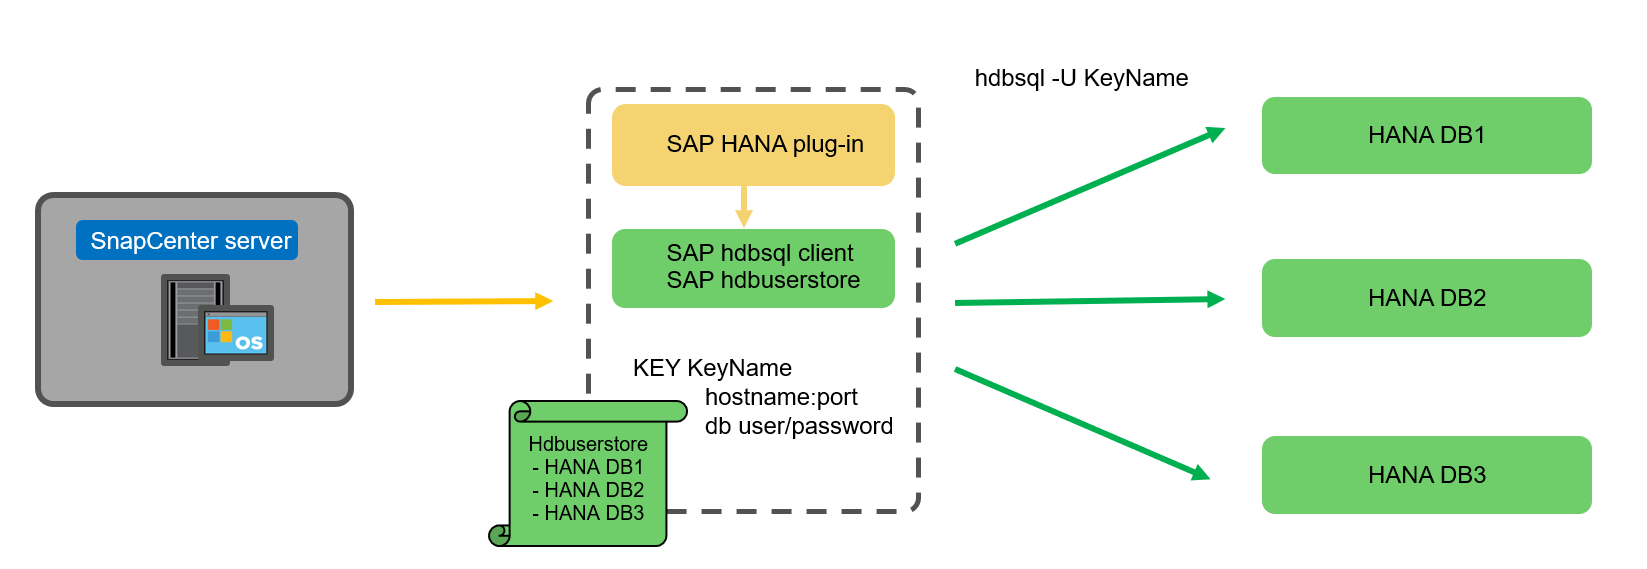 hdbsql -U KeyName
SAP HANA plug-in
HANA DB1
SnapCenter server
SAP hdbsql client
SAP hdbuserstore
HANA DB2
os
KEY KeyName
hostname:port
db user/password
Hdbuserstore
- HANA DB1
- HANA DB2
- HANA DB3
HANA DB3